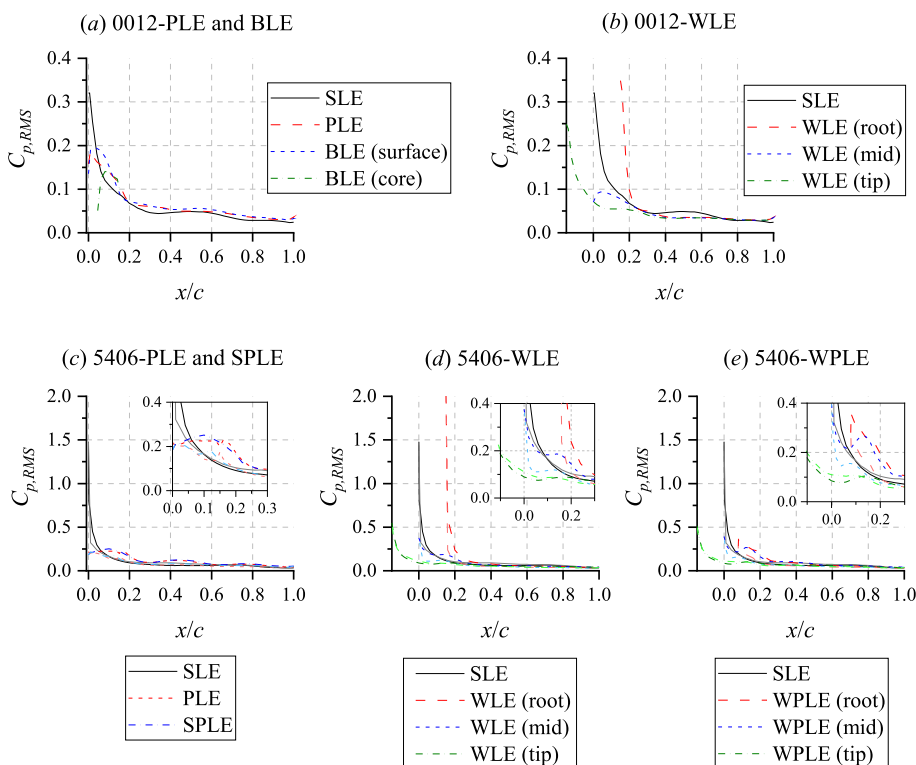 (a) 0012-PLE and BLE
(b) 0012-WLE
0.4
0.3
0.2
0.1
0.0
C_{p,RMS}
0.0 0.2 0.4 0.6 0.8 1.0
x/c
SLE
PLE
BLE (surface)
BLE (core)
0.4
0.3
0.2
0.1
0.0
C_{p,RMS}
0.0 0.2 0.4 0.6 0.8 1.0
x/c
SLE
WLE (root)
WLE (mid)
WLE (tip)
(c) 5406-PLE and SPLE
(d) 5406-WLE
(e) 5406-WPLE
2.0
1.5
1.0
0.5
0.0
C_{p,RMS}
0.4
0.2
0.0
0.0 0.1 0.2 0.3
0.0 0.2 0.4 0.6 0.8 1.0
x/c
SLE
PLE
SPLE
2.0
1.5
1.0
0.5
0.0
C_{p,RMS}
0.4
0.2
0.0
0.0 0.2
0.0 0.2 0.4 0.6 0.8 1.0
x/c
SLE
WLE (root)
WLE (mid)
WLE (tip)
2.0
1.5
1.0
0.5
0.0
C_{p,RMS}
0.4
0.2
0.0
0.0 0.2
0.0 0.2 0.4 0.6 0.8 1.0
x/c
SLE
WPLE (root)
WPLE (mid)
WPLE (tip)